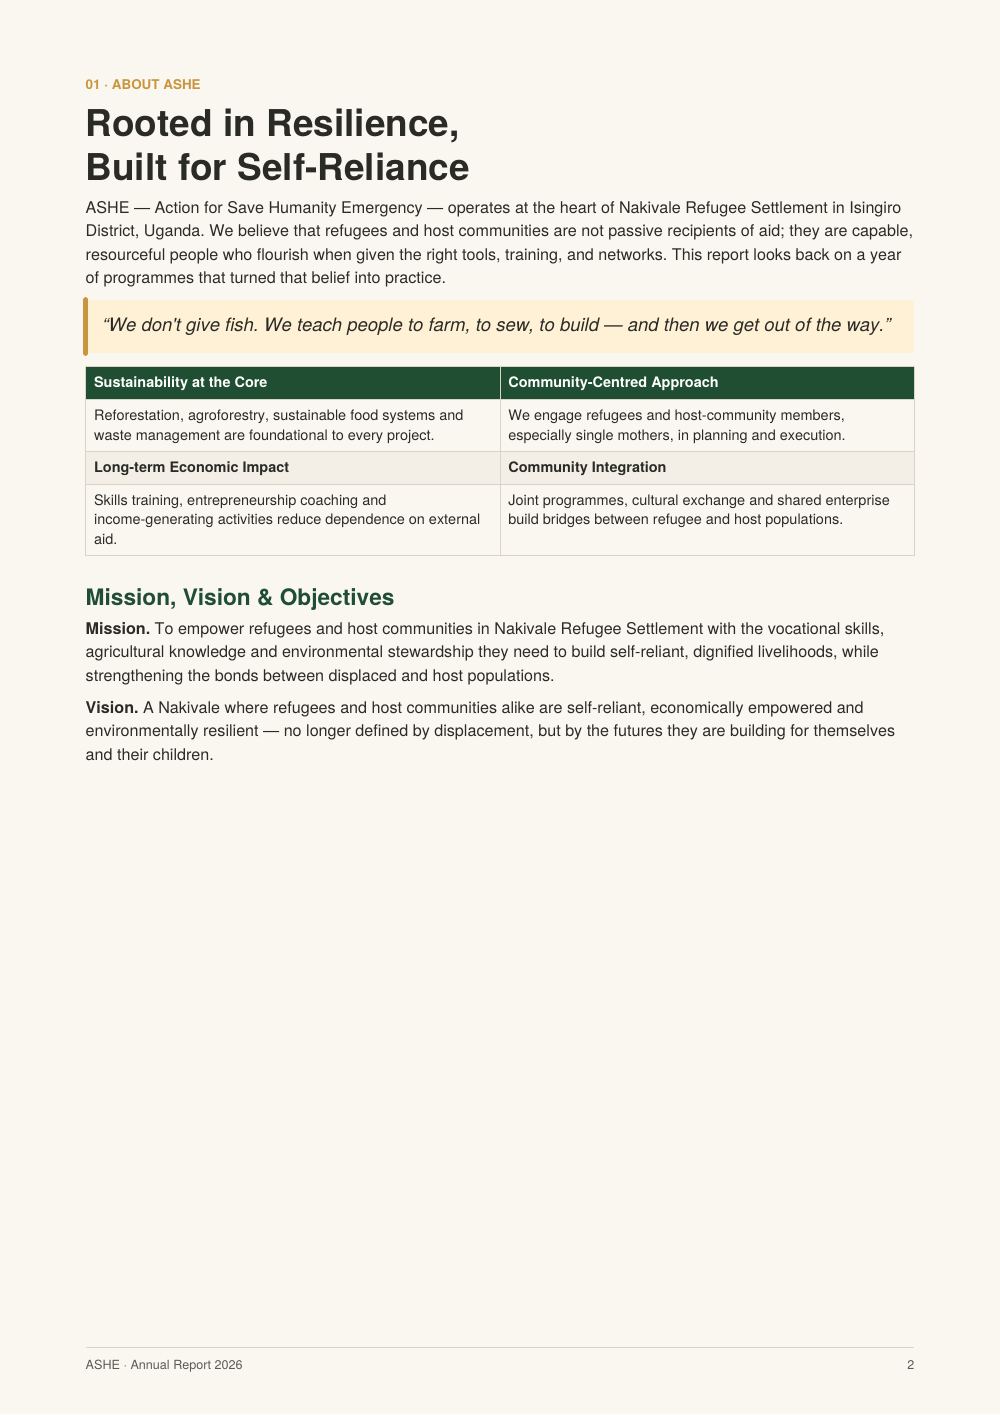 01 · ABOUT ASHE
Rooted in Resilience,
Built for Self-Reliance
ASHE — Action for Save Humanity Emergency — operates at the heart of Nakivale Refugee Settlement in Isingiro
District, Uganda. We believe that refugees and host communities are not passive recipients of aid; they are capable,
resourceful people who flourish when given the right tools, training, and networks. This report looks back on a year
of programmes that turned that belief into practice.
“We don't give fish. We teach people to farm, to sew, to build — and then we get out of the way.”
Sustainability at the Core
Community-Centred Approach
Reforestation, agroforestry, sustainable food systems and
waste management are foundational to every project.
We engage refugees and host-community members,
especially single mothers, in planning and execution.
Long-term Economic Impact
Community Integration
Skills training, entrepreneurship coaching and
income-generating activities reduce dependence on external
aid.
Joint programmes, cultural exchange and shared enterprise
build bridges between refugee and host populations.
Mission, Vision & Objectives
Mission. To empower refugees and host communities in Nakivale Refugee Settlement with the vocational skills,
agricultural knowledge and environmental stewardship they need to build self-reliant, dignified livelihoods, while
strengthening the bonds between displaced and host populations.
Vision. A Nakivale where refugees and host communities alike are self-reliant, economically empowered and
environmentally resilient — no longer defined by displacement, but by the futures they are building for themselves
and their children.
ASHE · Annual Report 2026
2